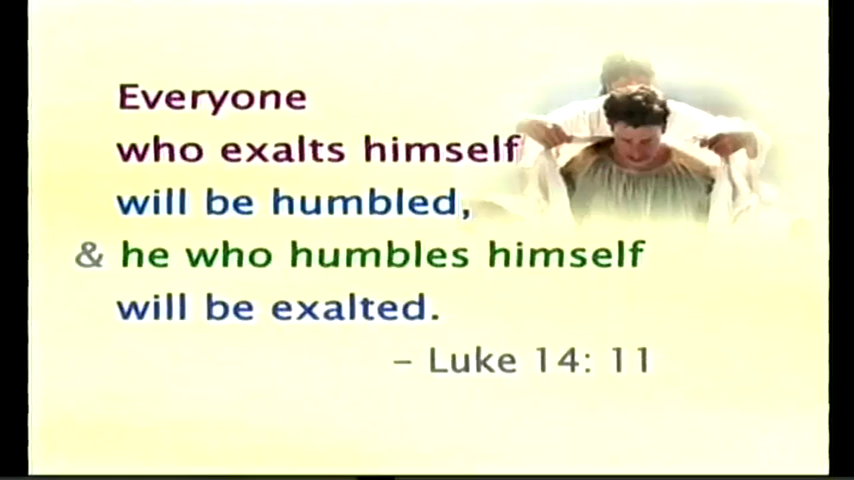 Everyone
who exalts himself
will be humbled,
& he who humbles himself
will be exalted.
– Luke 14: 11